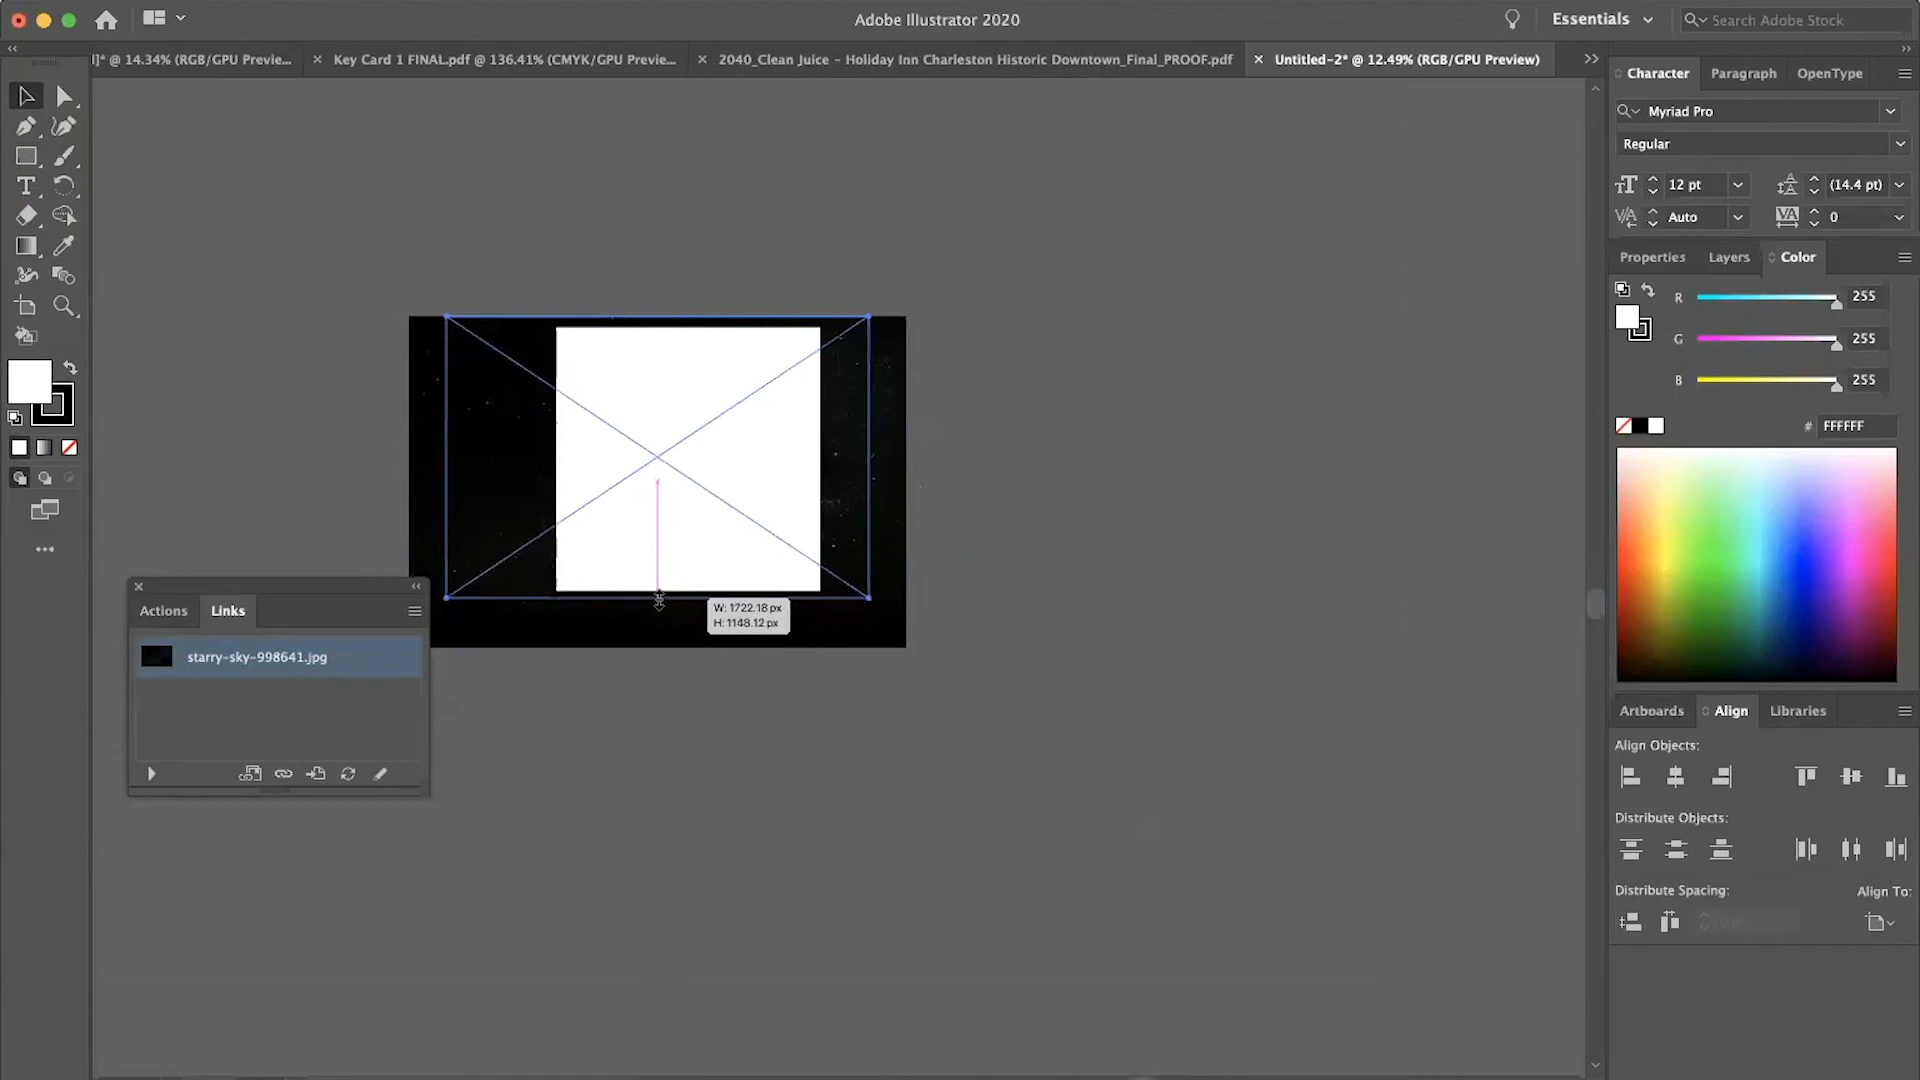 Adobe Illustrator 2020
Essentials
Search Adobe Stock
]* @ 14.34% (RGB/GPU Previe...
Key Card 1 FINAL.pdf @ 136.41% (CMYK/GPU Previe...
2040_Clean Juice - Holiday Inn Charleston Historic Downtown_Final_PROOF.pdf
Untitled-2* @ 12.49% (RGB/GPU Preview)
Character
Paragraph
OpenType
Myriad Pro
Regular
12 pt
(14.4 pt)
Auto
0
Properties
Layers
Color
R
255
G
255
B
255
# FFFFFF
W: 1722.18 px
H: 1148.12 px
Actions
Links
starry-sky-998641.jpg
Artboards
Align
Libraries
Align Objects:
Distribute Objects:
Distribute Spacing:
Align To: